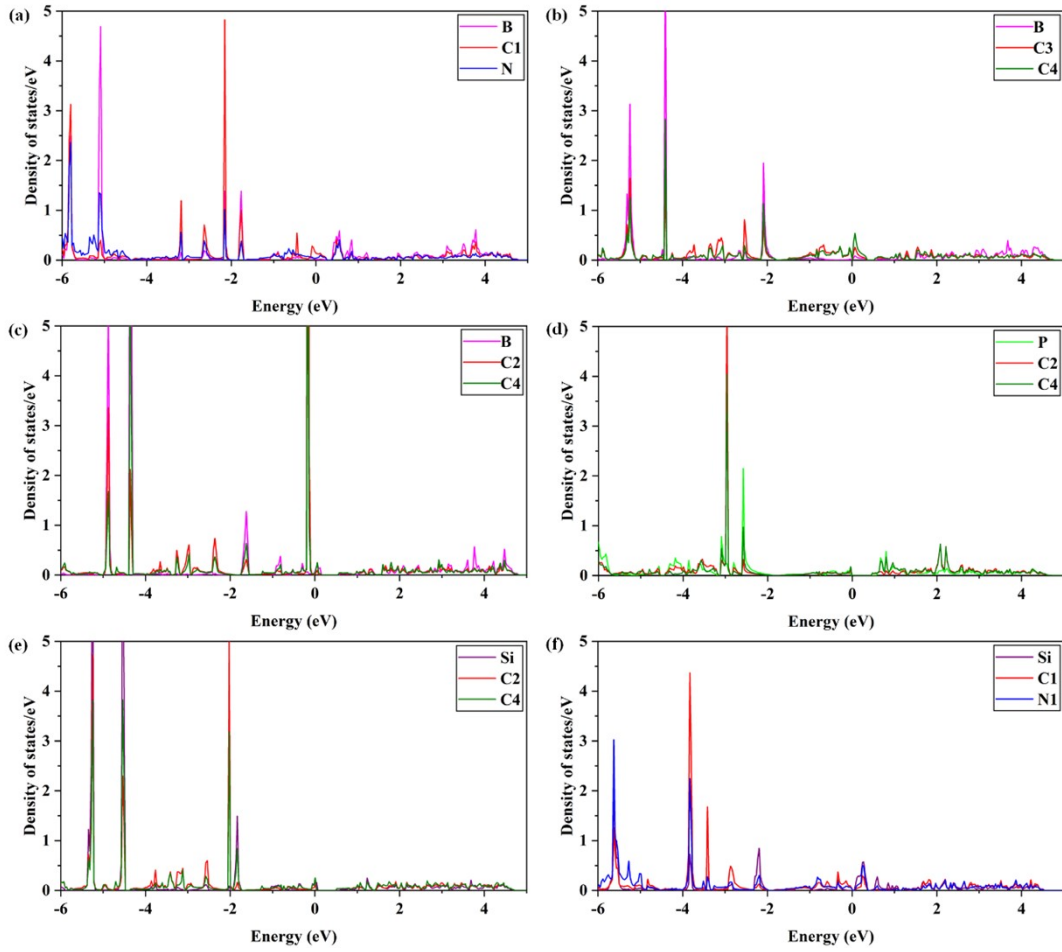 (a)
Density of states/eV
5
4
3
2
1
0
B
C1
N
-6 -4 -2 0 2 4
Energy (eV)
(b)
Density of states/eV
5
4
3
2
1
0
B
C3
C4
-6 -4 -2 0 2 4
Energy (eV)
(c)
Density of states/eV
5
4
3
2
1
0
B
C2
C4
-6 -4 -2 0 2 4
Energy (eV)
(d)
Density of states/eV
5
4
3
2
1
0
P
C2
C4
-6 -4 -2 0 2 4
Energy (eV)
(e)
Density of states/eV
5
4
3
2
1
0
Si
C2
C4
-6 -4 -2 0 2 4
Energy (eV)
(f)
Density of states/eV
5
4
3
2
1
0
Si
C1
N1
-6 -4 -2 0 2 4
Energy (eV)